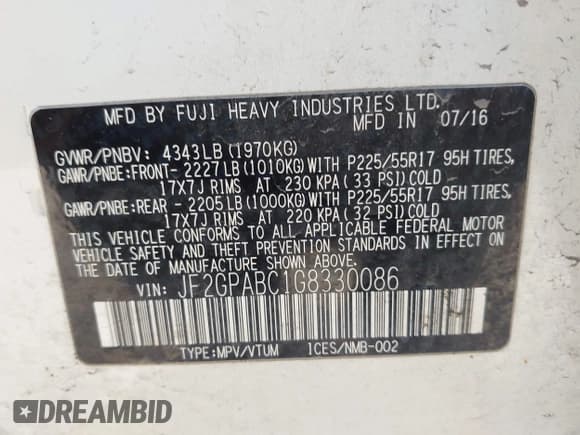 MFD BY FUJI HEAVY INDUSTRIES LTD.
MFD IN 07/16
GVWR/PNBV: 4343LB(1970KG)
GAWR/PNBE:FRONT- 2227LB(1010KG)WITH P225/55R17 95H TIRES,
17X7J RIMS AT 230 KPA( 33 PSI)COLD
GAWR/PNBE:REAR - 2205LB(1000KG)WITH P225/55R17 95H TIRES,
17X7J RIMS AT 220 KPA( 32 PSI)COLD
THIS VEHICLE CONFORMS TO ALL APPLICABLE FEDERAL MOTOR
VEHICLE SAFETY AND THEFT PREVENTION STANDARDS IN EFFECT ON
THE DATE OF MANUFACTURE SHOWN ABOVE.
VIN: JF2GPABC1G8330086
TYPE:MPV/VTUM 1CES/NMB-002
DREAMBID